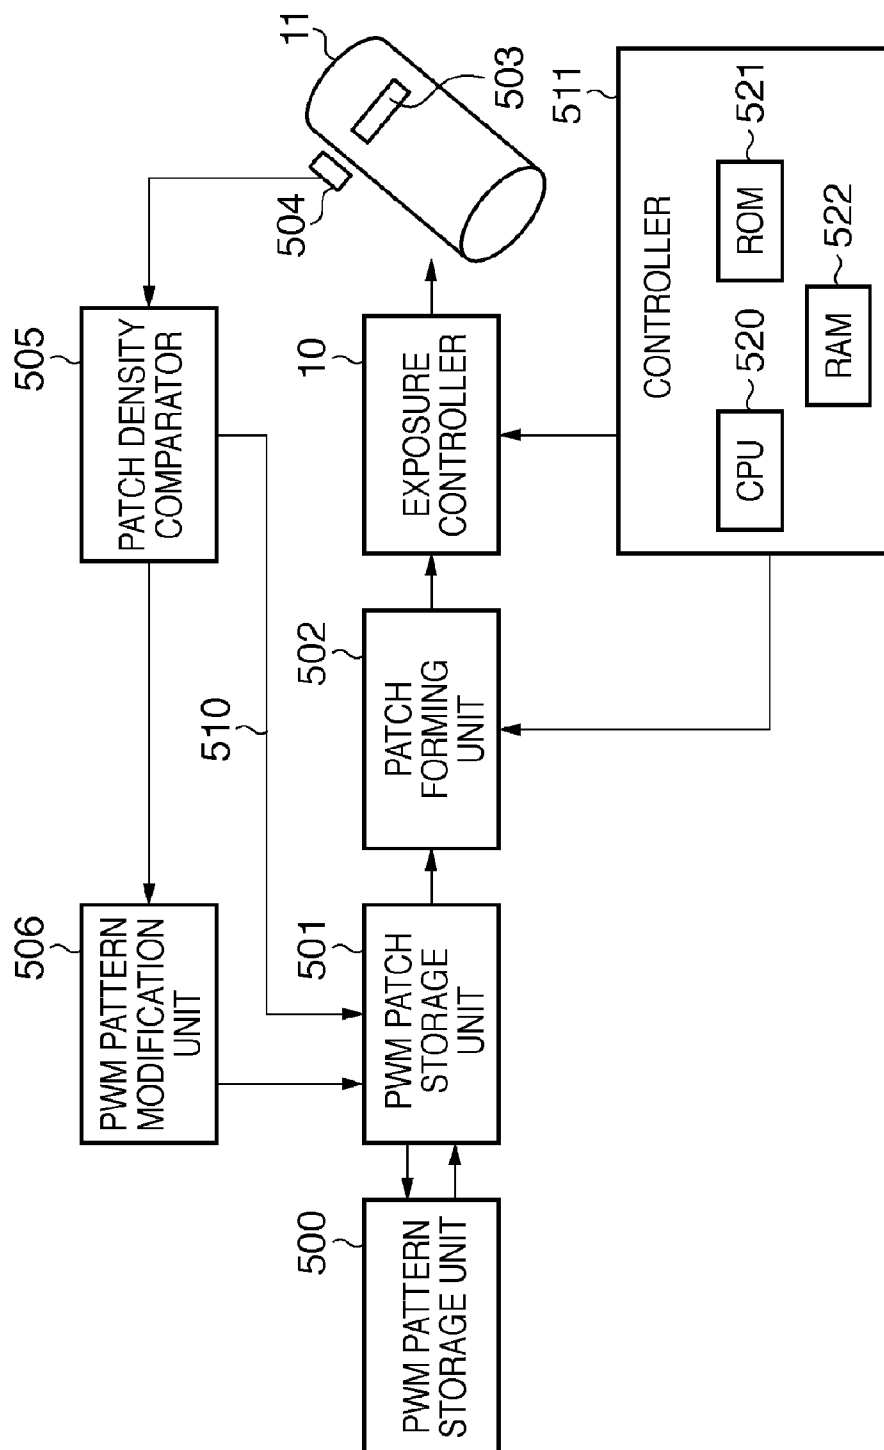 506
PWM PATTERN
MODIFICATION
UNIT
505
PATCH DENSITY
COMPARATOR
504
11
503
510
500
PWM PATTERN
STORAGE UNIT
501
PWM PATCH
STORAGE
UNIT
502
PATCH
FORMING
UNIT
10
EXPOSURE
CONTROLLER
511
CONTROLLER
520
CPU
521
ROM
522
RAM